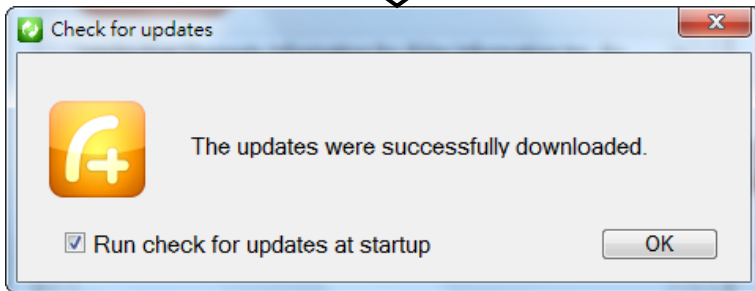 Check for updates
The updates were successfully downloaded.
Run check for updates at startup
OK